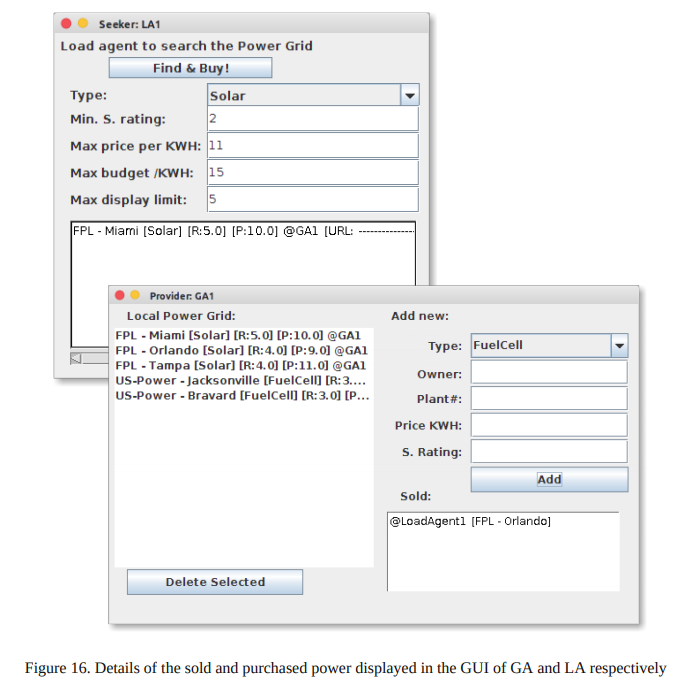 Seeker: LA1
Load agent to search the Power Grid
Find & Buy!
Type: Solar
Min. S. rating: 2
Max price per KWH: 11
Max budget /KWH: 15
Max display limit: 5
FPL - Miami [Solar] [R:5.0] [P:10.0] @GA1 [URL: ---------------
Provider: GA1
Local Power Grid:
FPL - Miami [Solar] [R:5.0] [P:10.0] @GA1
FPL - Orlando [Solar] [R:4.0] [P:9.0] @GA1
FPL - Tampa [Solar] [R:4.0] [P:11.0] @GA1
US-Power - Jacksonville [FuelCell] [R:3....
US-Power - Bravard [FuelCell] [R:3.0] [P...
Delete Selected
Add new:
Type: FuelCell
Owner:
Plant#:
Price KWH:
S. Rating:
Add
Sold:
@LoadAgent1 [FPL - Orlando]
Figure 16. Details of the sold and purchased power displayed in the GUI of GA and LA respectively